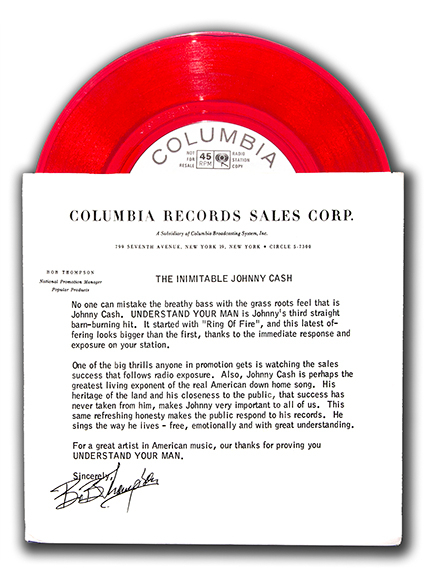 COLUMBIA
NOT FOR RESALE
45 RPM
RADIO STATION COPY
COLUMBIA RECORDS SALES CORP.
A Subsidiary of Columbia Broadcasting System, Inc.
799 SEVENTH AVENUE, NEW YORK 19, NEW YORK • CIRCLE 5-7300
BOB THOMPSON
National Promotion Manager
Popular Products
THE INIMITABLE JOHNNY CASH
No one can mistake the breathy bass with the grass roots feel that is
Johnny Cash. UNDERSTAND YOUR MAN is Johnny's third straight
barn-burning hit. It started with "Ring Of Fire", and this latest of-
fering looks bigger than the first, thanks to the immediate response and
exposure on your station.
One of the big thrills anyone in promotion gets is watching the sales
success that follows radio exposure. Also, Johnny Cash is perhaps the
greatest living exponent of the real American down home song. His
heritage of the land and his closeness to the public, that success has
never taken from him, makes Johnny very important to all of us. This
same refreshing honesty makes the public respond to his records. He
sings the way he lives - free, emotionally and with great understanding.
For a great artist in American music, our thanks for proving you
UNDERSTAND YOUR MAN.
Sincerely,
Bob Thompson